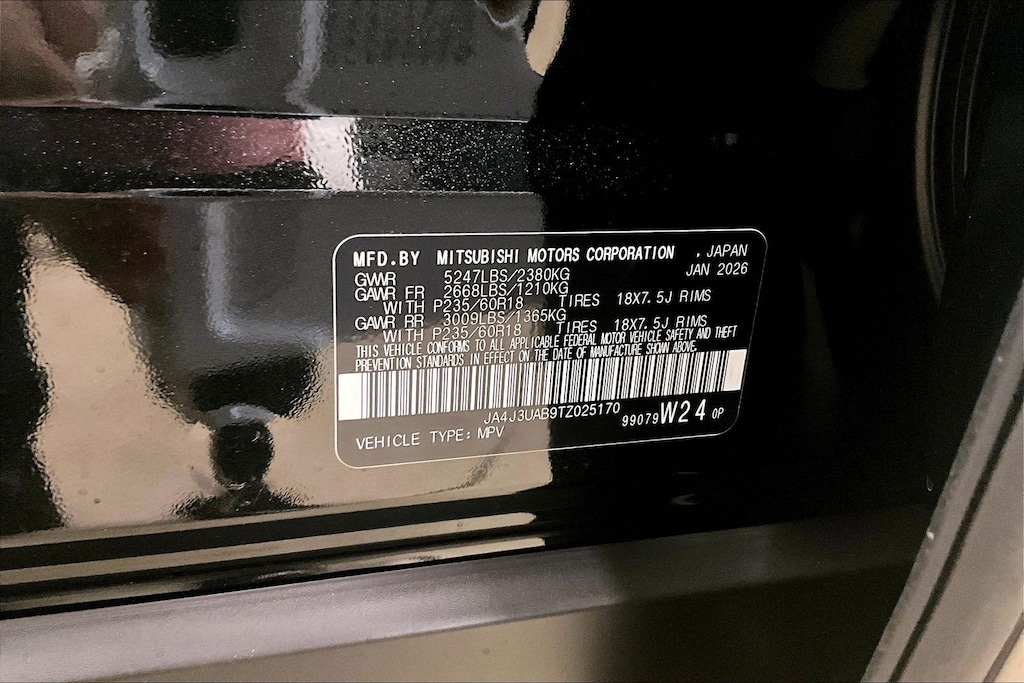 MFD.BY MITSUBISHI MOTORS CORPORATION , JAPAN
JAN 2026
GWWR 5247LBS/2380KG
GAWR FR 2668LBS/1210KG
WITH P235/60R18 TIRES 18X7.5J RIMS
GAWR RR 3009LBS/1365KG
WITH P235/60R18 TIRES 18X7.5J RIMS
THIS VEHICLE CONFORMS TO ALL APPLICABLE FEDERAL MOTOR VEHICLE SAFETY AND THEFT
PREVENTION STANDARDS IN EFFECT ON THE DATE OF MANUFACTURE SHOWN ABOVE.
JA4J3UAB9TZ025170
99079 W24 0P
VEHICLE TYPE: MPV